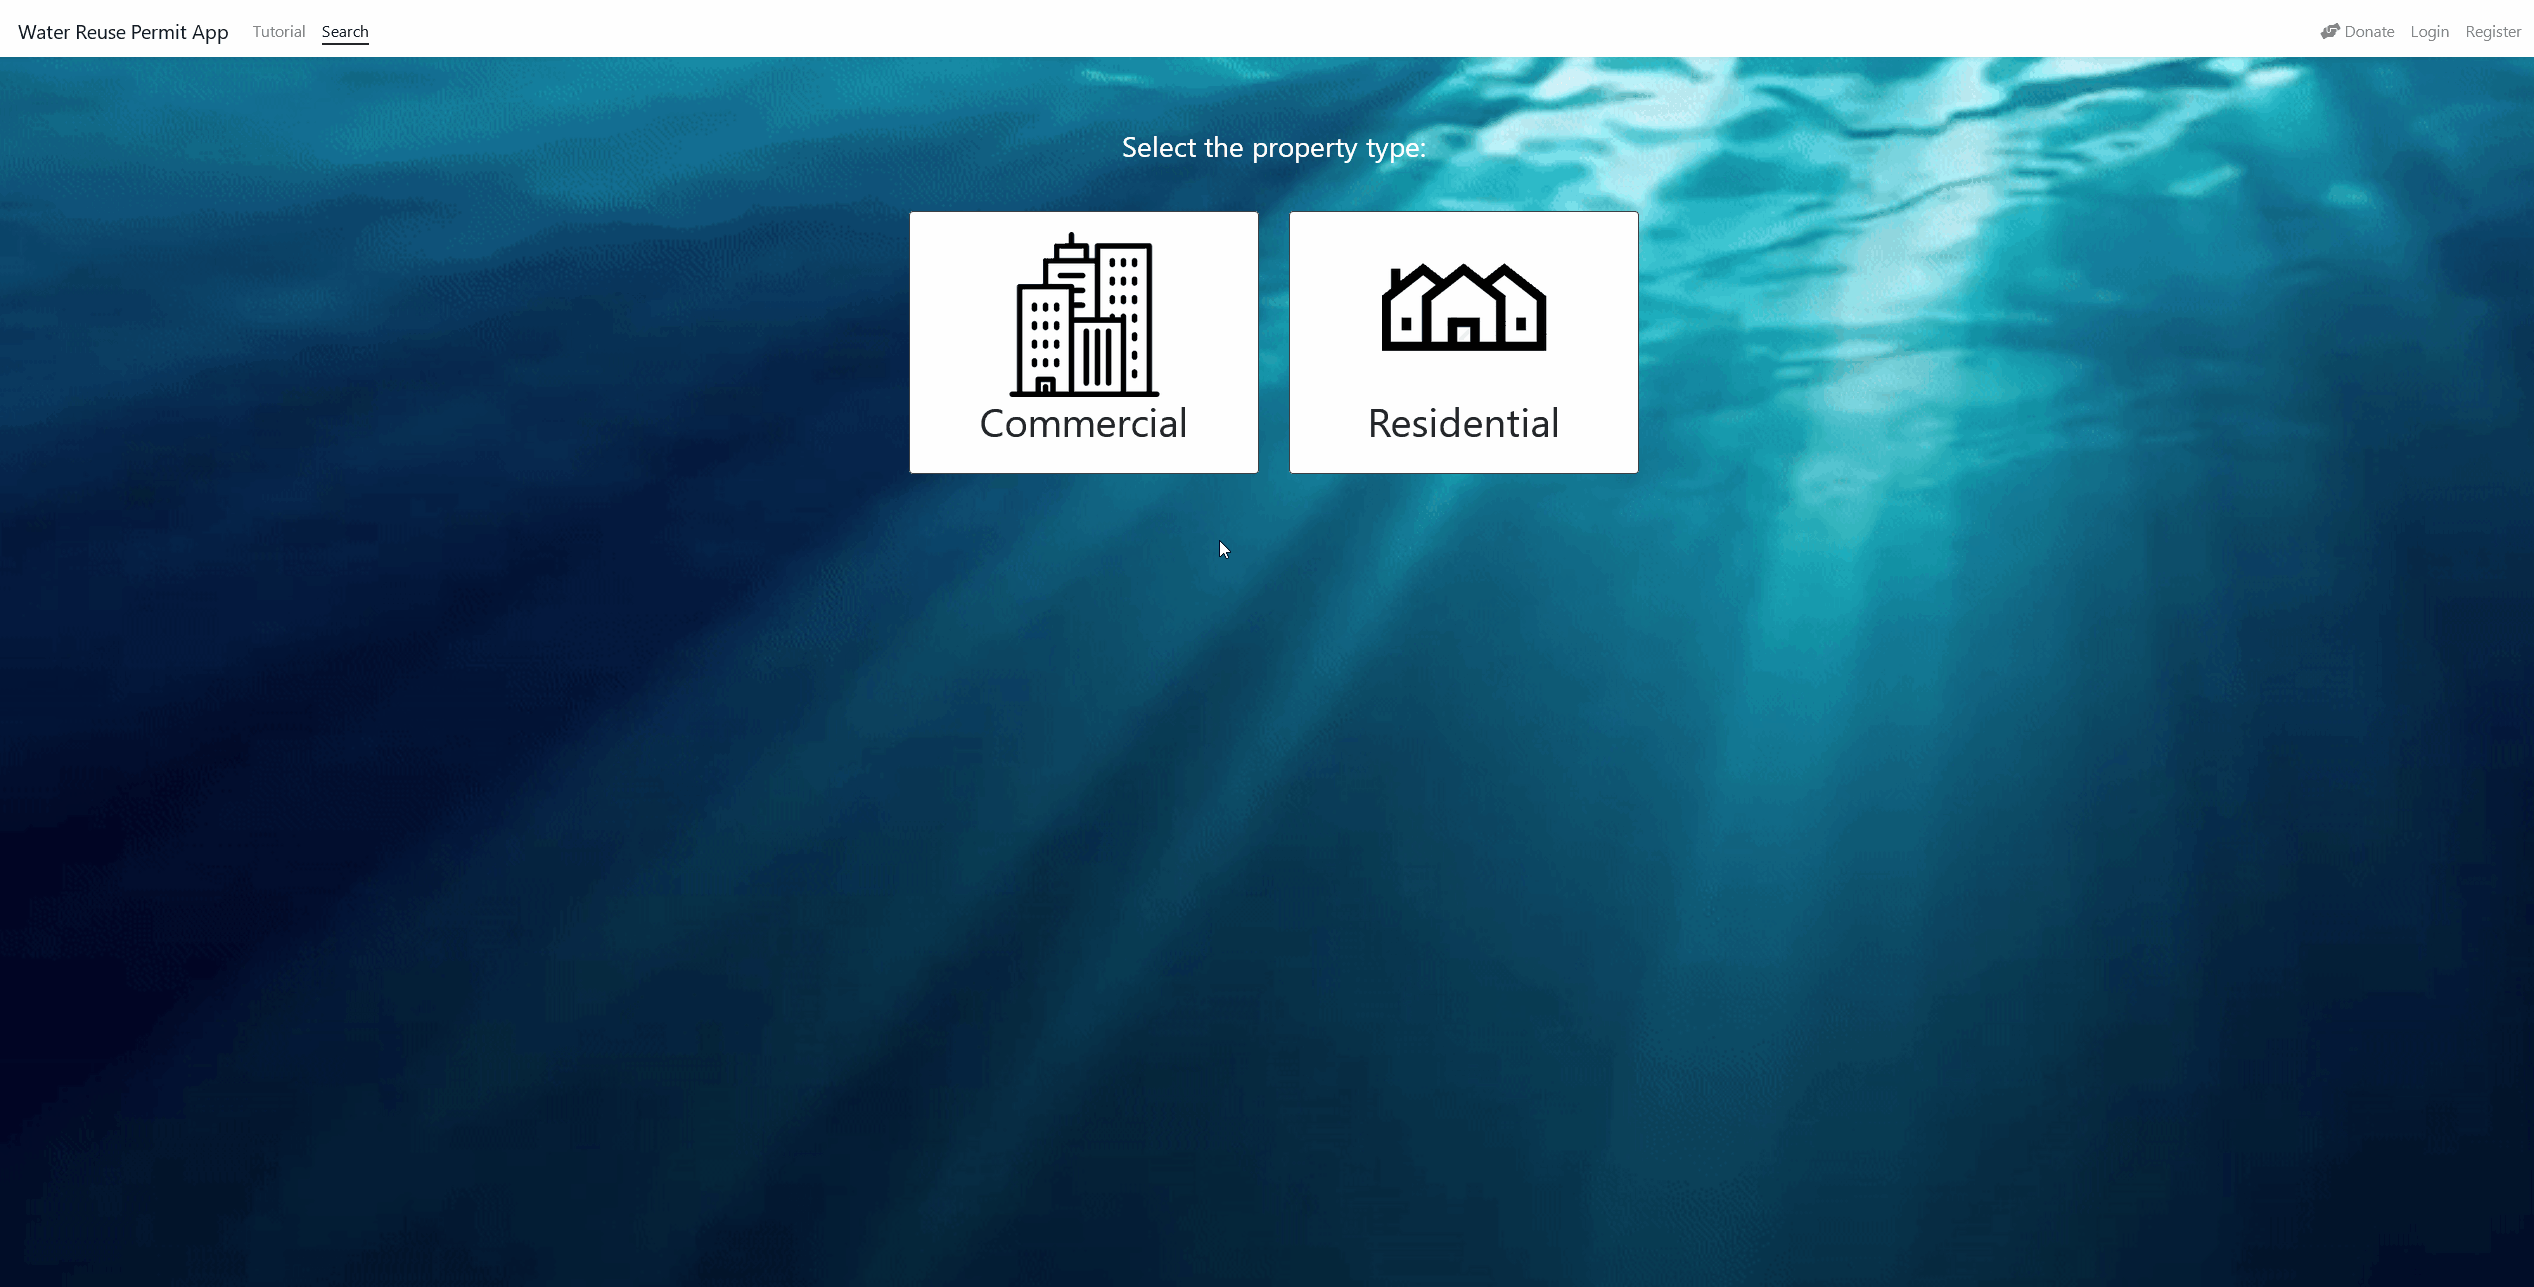 Water Reuse Permit App Tutorial Search Donate Login Register
Select the property type:
Commercial Residential